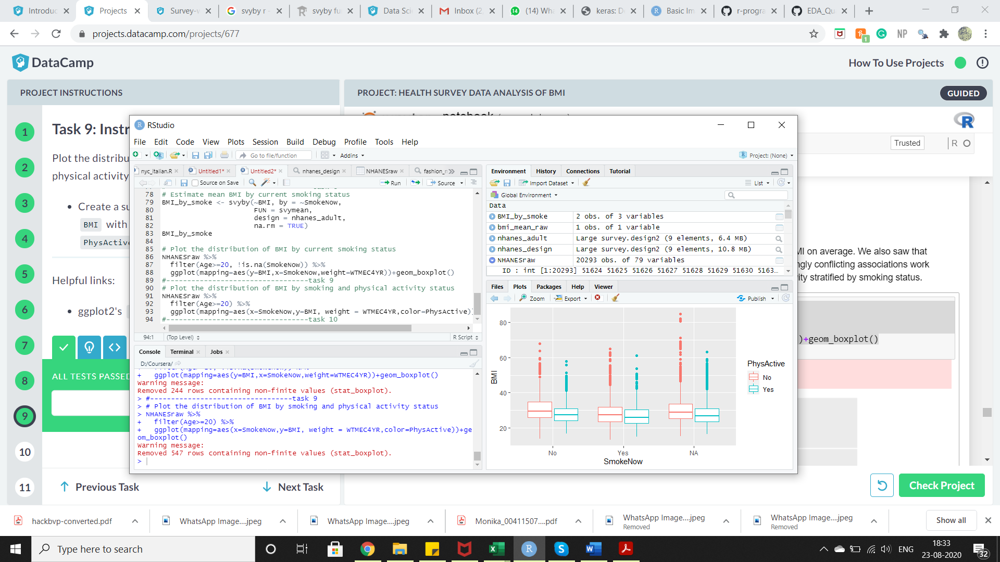 Introduc
Projects
Survey-w
svyby r -
svyby fu
Data Sci
Inbox (2,
(14) Wha
keras: D
Basic Im
r-progra
EDA_Qu
projects.datacamp.com/projects/677
NP
1
DataCamp
How To Use Projects
PROJECT INSTRUCTIONS
PROJECT: HEALTH SURVEY DATA ANALYSIS OF BMI
GUIDED
1
2
3
4
5
6
7
8
9
10
11
Task 9: Instr
Plot the distribu
physical activity
Create a su
BMI with
PhysActive
Helpful links:
ggplot2's
ALL TESTS PASSED
Previous Task
Next Task
Trusted
R
MI on average. We also saw that
ngly conflicting associations work
ity stratified by smoking status.
)+geom_boxplot()
Check Project
RStudio
File Edit Code View Plots Session Build Debug Profile Tools Help
Go to file/function
Addins
Project: (None)
nyc_italian.R
Untitled1*
Untitled2*
nhanes_design
NHANESraw
fashion_r
Source on Save
Run
Source
78 # Estimate mean BMI by current smoking status
79 BMI_by_smoke <- svyby(~BMI, by = ~SmokeNow,
80 FUN = svymean,
81 design = nhanes_adult,
82 na.rm = TRUE)
83 BMI_by_smoke
84
85 # Plot the distribution of BMI by current smoking status
86 NHANESraw %>%
87 filter(Age>=20, !is.na(SmokeNow)) %>%
88 ggplot(mapping=aes(y=BMI,x=SmokeNow,weight=WTMEC4YR))+geom_boxplot()
89 #---------------------------------task 9
90 # Plot the distribution of BMI by smoking and physical activity status
91 NHANESraw %>%
92 filter(Age>=20) %>%
93 ggplot(mapping=aes(x=SmokeNow,y=BMI, weight = WTMEC4YR,color=PhysActive))
94 #---------------------------------task 10
94:1
(Top Level)
R Script
Console
Terminal
Jobs
D:/Coursera/
+ ggplot(mapping=aes(y=BMI,x=SmokeNow,weight=WTMEC4YR))+geom_boxplot()
Warning message:
Removed 244 rows containing non-finite values (stat_boxplot).
> #---------------------------------task 9
> # Plot the distribution of BMI by smoking and physical activity status
> NHANESraw %>%
+ filter(Age>=20) %>%
+ ggplot(mapping=aes(x=SmokeNow,y=BMI, weight = WTMEC4YR,color=PhysActive))+ge
om_boxplot()
Warning message:
Removed 547 rows containing non-finite values (stat_boxplot).
>
Environment
History
Connections
Tutorial
Import Dataset
List
Global Environment
Data
BMI_by_smoke 2 obs. of 3 variables
bmi_mean_raw 1 obs. of 1 variable
nhanes_adult Large survey.design2 (9 elements, 6.4 MB)
nhanes_design Large survey.design2 (9 elements, 10.8 MB)
NHANESraw 20293 obs. of 79 variables
ID : int [1:20293] 51624 51625 51626 51627 51628 51629 51630 5163…
Files
Plots
Packages
Help
Viewer
Zoom
Export
Publish
80
60
40
20
BMI
No
Yes
NA
SmokeNow
PhysActive
No
Yes
hackbvp-converted.pdf
WhatsApp Image....jpeg
WhatsApp Image....jpeg
Monika_00411507....pdf
WhatsApp Image....jpeg
Removed
WhatsApp Image....jpeg
Removed
Show all
Type here to search
ENG
18:33
23-08-2020
32